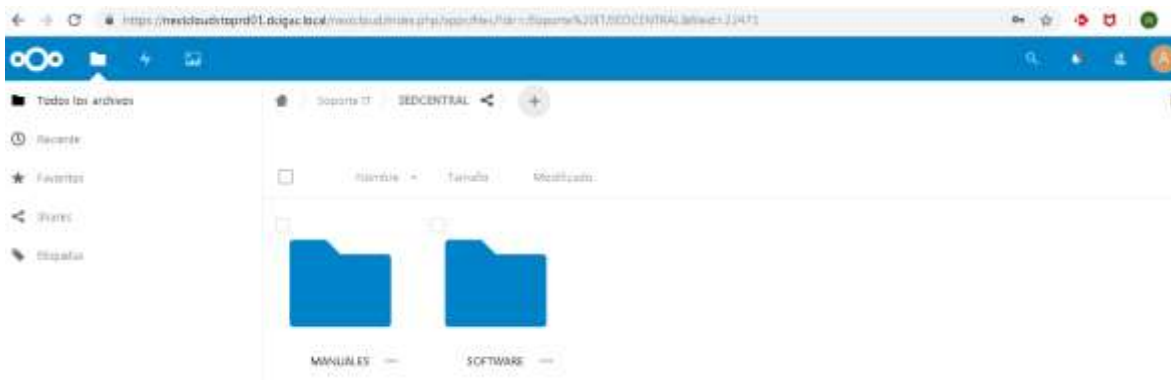 Todos los archivos
Soporte IT SEDCENTRAL
Reciente
Nombre Tamaño Modificado
Favoritos
Shares
Etiquetas
MANUALES SOFTWARE